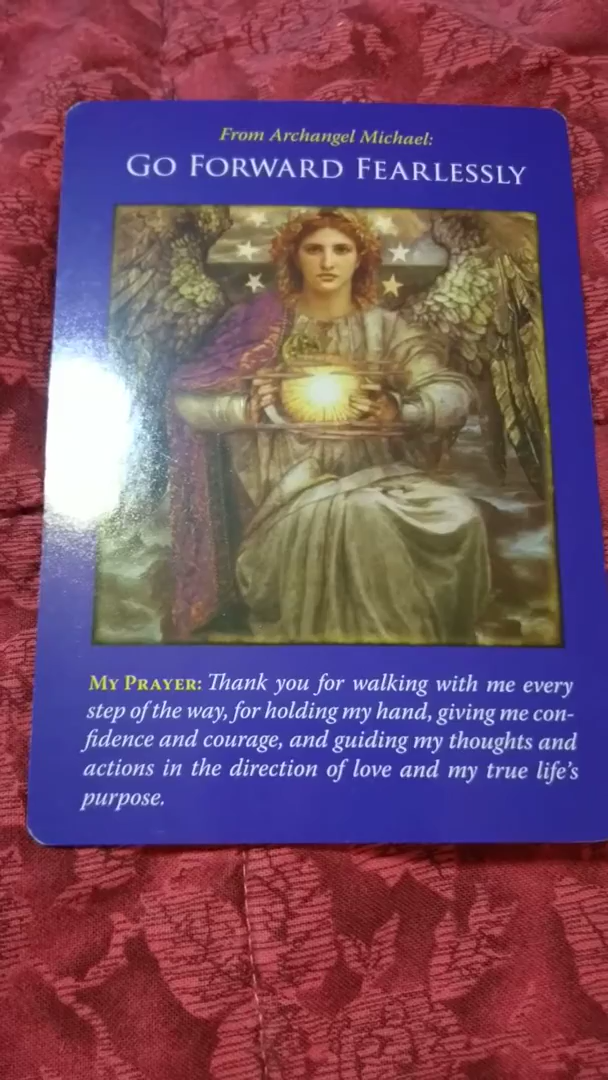 From Archangel Michael:
Go Forward Fearlessly
My Prayer: Thank you for walking with me every
step of the way, for holding my hand, giving me con-
fidence and courage, and guiding my thoughts and
actions in the direction of love and my true life's
purpose.